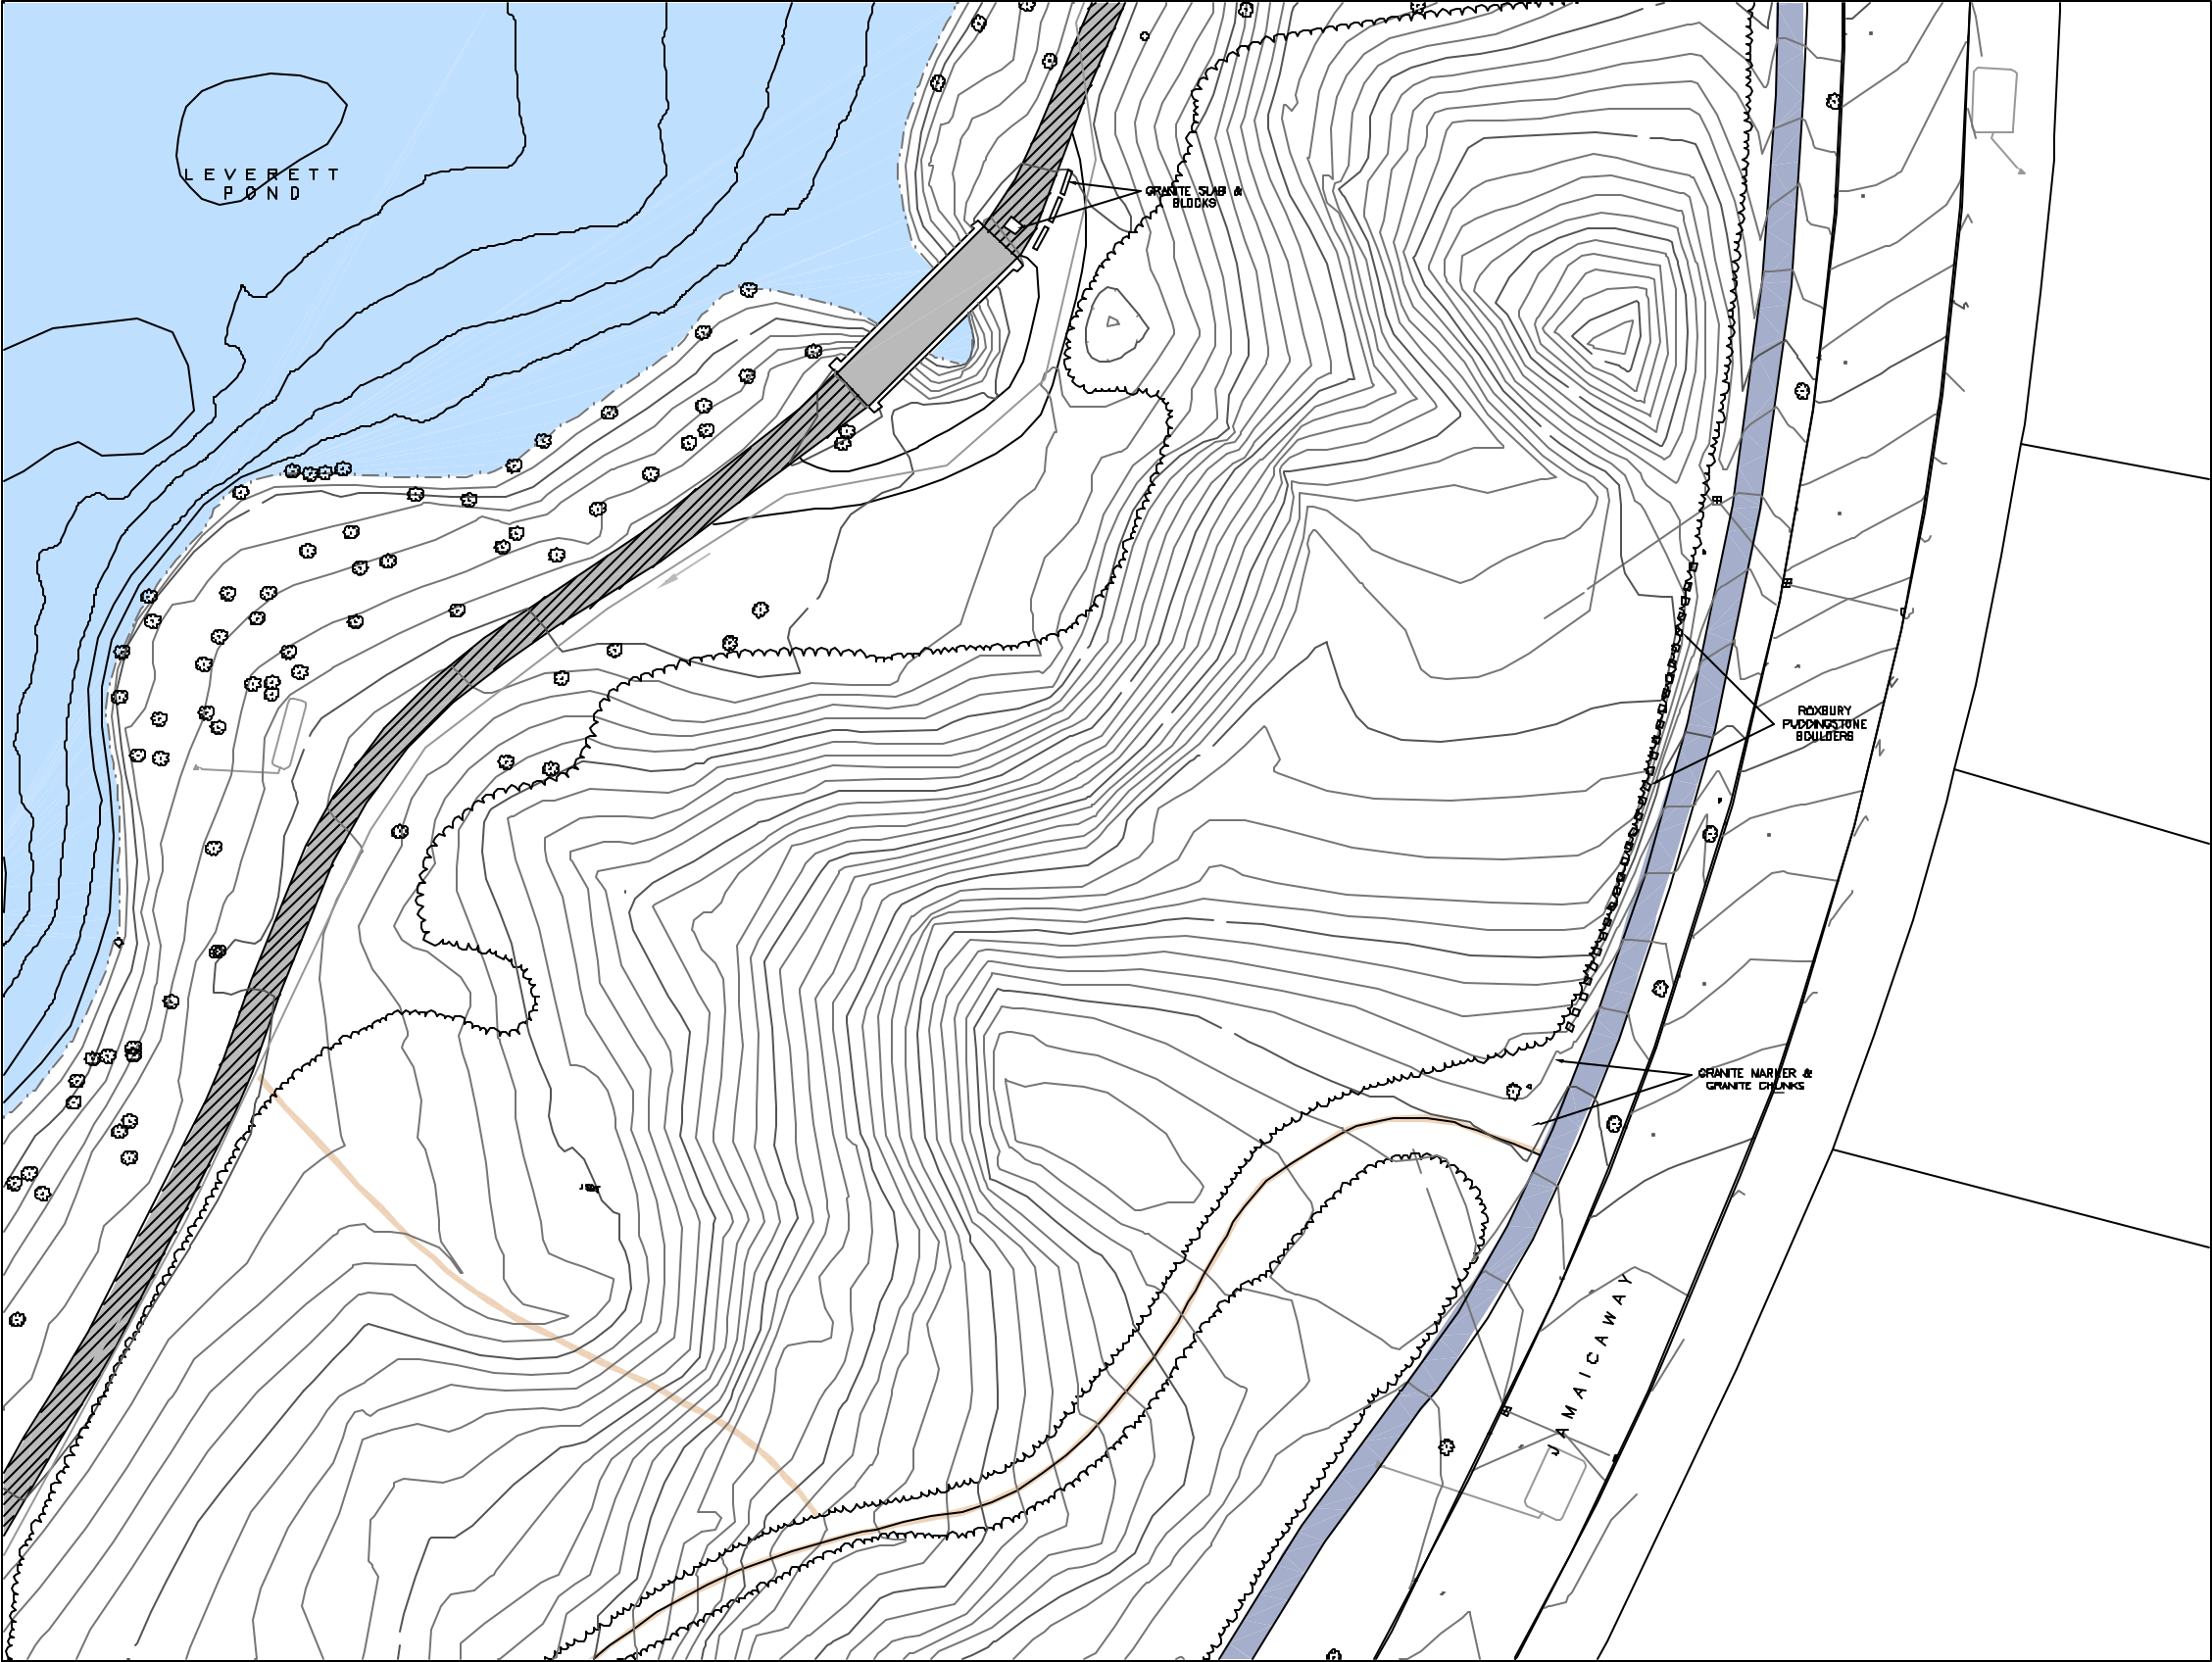 LEVERETT
POND
GRANITE SLAB &
BLOCKS
ROXBURY
PUDDINGSTONE
BOULDERS
GRANITE MARKER &
GRANITE CHUNKS
JAMAICAWAY